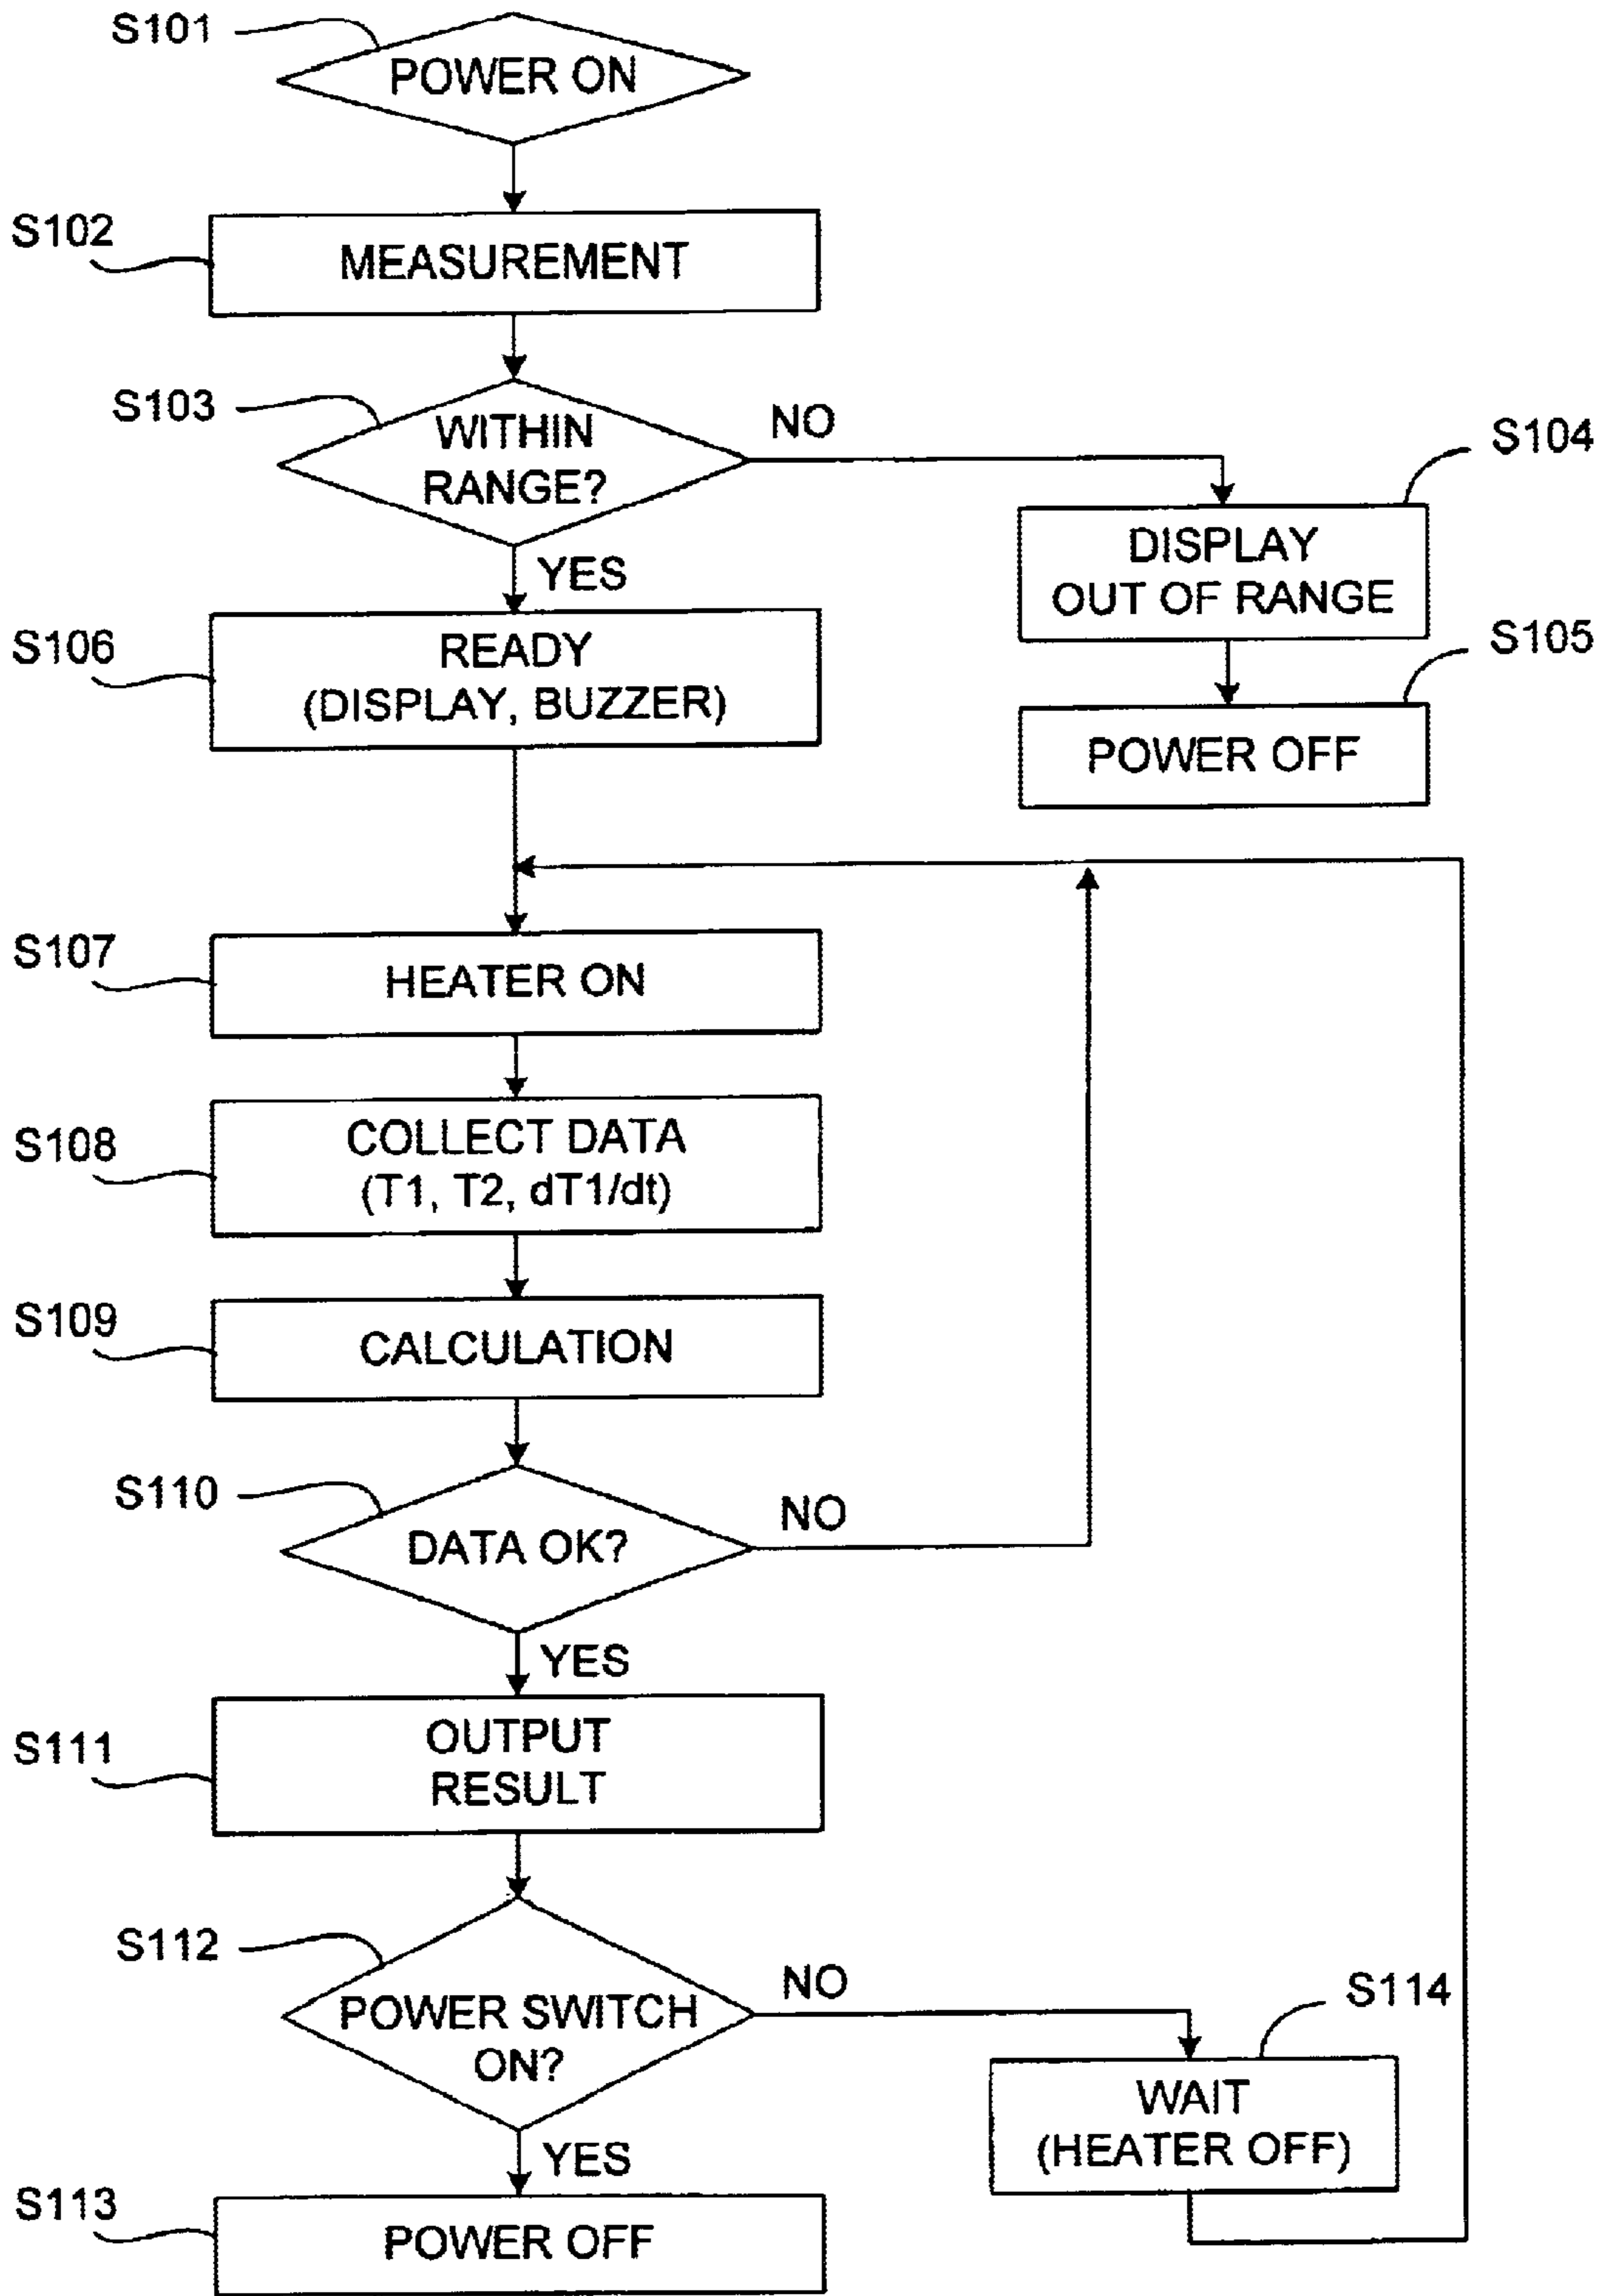 S101
POWER ON
S102
MEASUREMENT
S103
WITHIN
RANGE?
NO
YES
S104
DISPLAY
OUT OF RANGE
S105
POWER OFF
S106
READY
(DISPLAY, BUZZER)
S107
HEATER ON
S108
COLLECT DATA
(T1, T2, dT1/dt)
S109
CALCULATION
S110
DATA OK?
NO
YES
S111
OUTPUT
RESULT
S112
POWER SWITCH
ON?
NO
YES
S114
WAIT
(HEATER OFF)
S113
POWER OFF